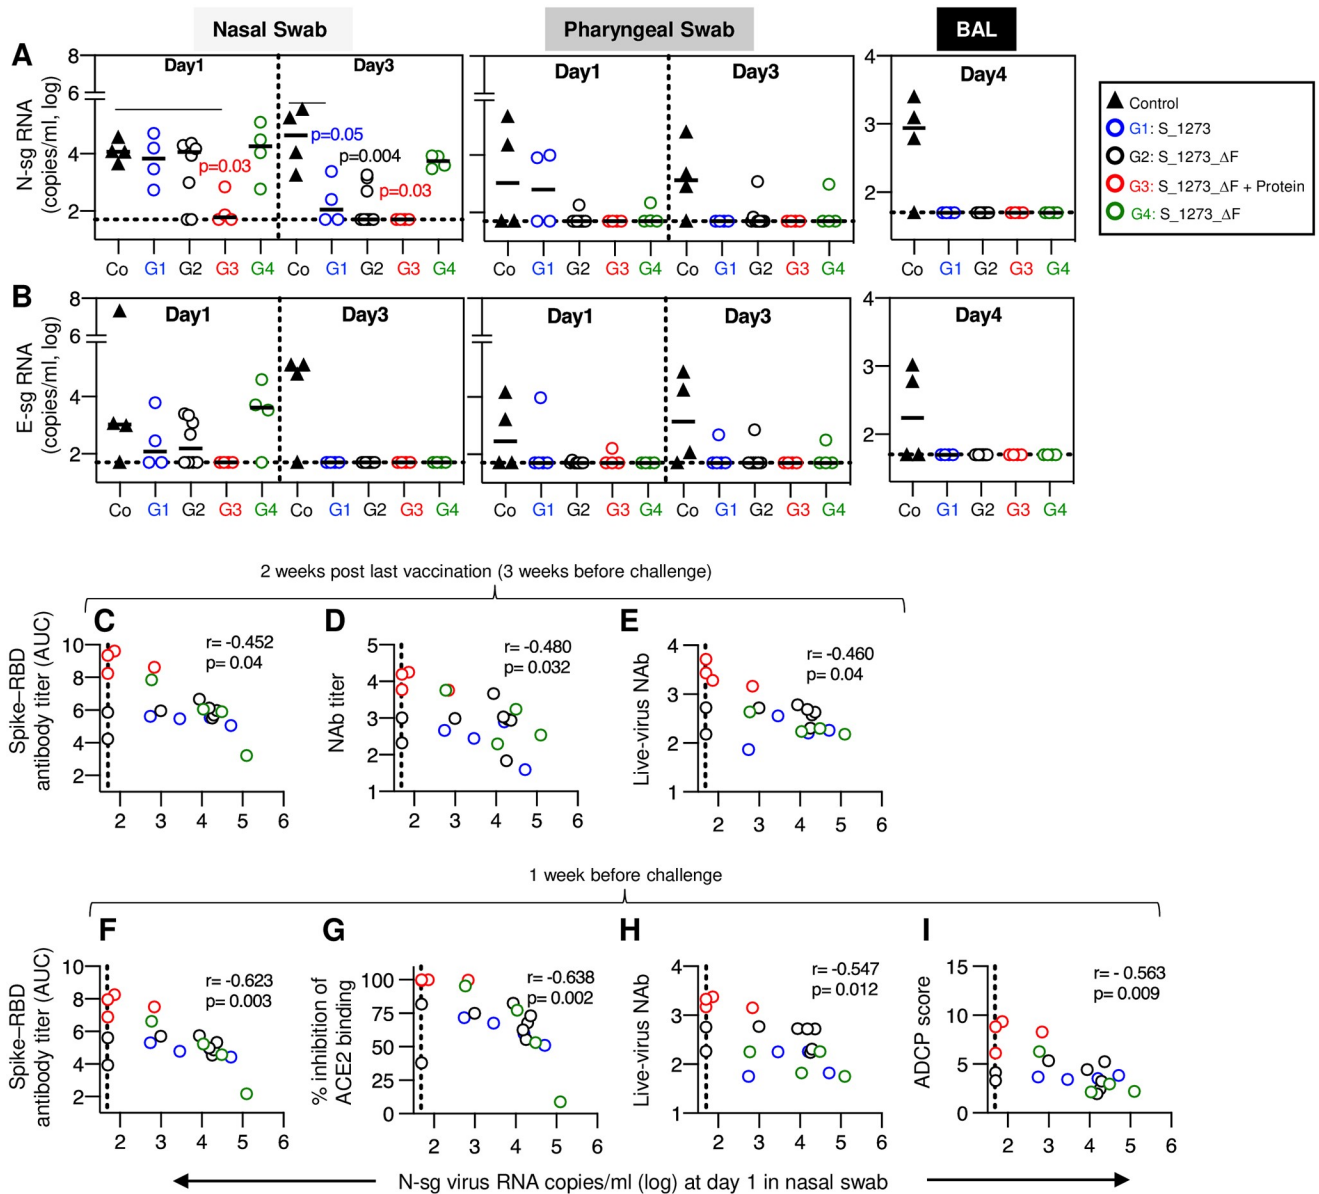 Nasal Swab
Pharyngeal Swab
BAL
A
N-sg RNA
(copies/ml, log)
8
6
4
2
Day1
Day3
p=0.03
p=0.05
p=0.004
p=0.03
Co G1 G2 G3 G4 Co G1 G2 G3 G4
Day1
Day3
Co G1 G2 G3 G4 Co G1 G2 G3 G4
4
3
2
Day4
Co G1 G2 G3 G4
Control
G1: S_1273
G2: S_1273_ΔF
G3: S_1273_ΔF + Protein
G4: S_1273_ΔF
B
E-sg RNA
(copies/ml, log)
8
6
4
2
Day1
Day3
Co G1 G2 G3 G4 Co G1 G2 G3 G4
Day1
Day3
Co G1 G2 G3 G4 Co G1 G2 G3 G4
4
3
2
Day4
Co G1 G2 G3 G4
2 weeks post last vaccination (3 weeks before challenge)
C
Spike–RBD
antibody titer (AUC)
10
8
6
4
2
r= -0.452
p= 0.04
2 3 4 5 6
D
NAb titer
5
4
3
2
1
r= -0.480
p= 0.032
2 3 4 5 6
E
Live-virus NAb
4
3
2
1
r= -0.460
p= 0.04
2 3 4 5 6
1 week before challenge
F
Spike–RBD
antibody titer (AUC)
10
8
6
4
2
r= -0.623
p= 0.003
2 3 4 5 6
G
% inhibition of
ACE2 binding
100
75
50
25
0
r= -0.638
p= 0.002
2 3 4 5 6
H
Live-virus NAb
4
3
2
1
r= -0.547
p= 0.012
2 3 4 5 6
I
ADCP score
15
10
5
0
r= - 0.563
p= 0.009
2 3 4 5 6
N-sg virus RNA copies/ml (log) at day 1 in nasal swab